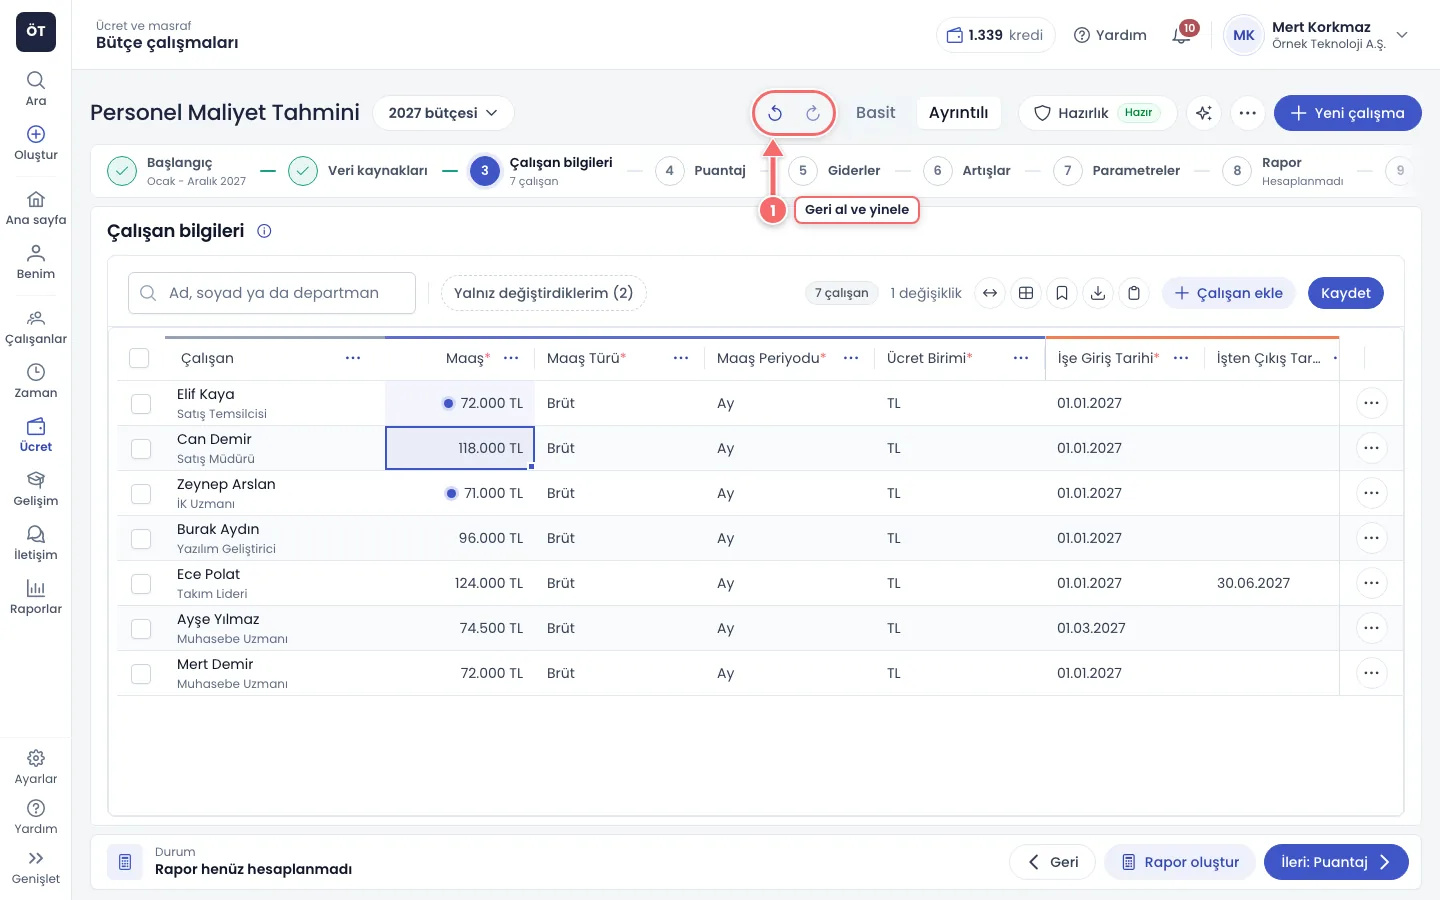 ÖT
Ara
Oluştur
Ana sayfa
Benim
Çalışanlar
Zaman
Ücret
Gelişim
İletişim
Raporlar
Ayarlar
Yardım
Genişlet
Ücret ve masraf
Bütçe çalışmaları
1.339 kredi
Yardım
10
MK
Mert Korkmaz
Örnek Teknoloji A.Ş.
Personel Maliyet Tahmini
2027 bütçesi
Basit
Ayrıntılı
Hazırlık
Hazır
Yeni çalışma
Başlangıç
Ocak - Aralık 2027
Veri kaynakları
3
Çalışan bilgileri
7 çalışan
4
Puantaj
5
Giderler
6
Artışlar
7
Parametreler
8
Rapor
Hesaplanmadı
9
1
Geri al ve yinele
Çalışan bilgileri
Ad, soyad ya da departman
Yalnız değiştirdiklerim (2)
7 çalışan
1 değişiklik
Çalışan ekle
Kaydet
Çalışan Maaş* Maaş Türü* Maaş Periyodu* Ücret Birimi* İşe Giriş Tarihi* İşten Çıkış Tar...
Elif Kaya
Satış Temsilcisi
72.000 TL Brüt Ay TL 01.01.2027
Can Demir
Satış Müdürü
118.000 TL Brüt Ay TL 01.01.2027
Zeynep Arslan
İK Uzmanı
71.000 TL Brüt Ay TL 01.01.2027
Burak Aydın
Yazılım Geliştirici
96.000 TL Brüt Ay TL 01.01.2027
Ece Polat
Takım Lideri
124.000 TL Brüt Ay TL 01.01.2027 30.06.2027
Ayşe Yılmaz
Muhasebe Uzmanı
74.500 TL Brüt Ay TL 01.03.2027
Mert Demir
Muhasebe Uzmanı
72.000 TL Brüt Ay TL 01.01.2027
Durum
Rapor henüz hesaplanmadı
Geri
Rapor oluştur
İleri: Puantaj